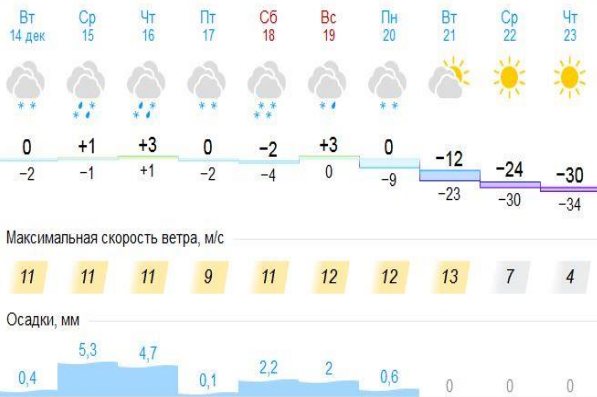 Вт Ср Чт Пт Сб Вс Пн Вт Ср Чт
14 дек 15 16 17 18 19 20 21 22 23
0 +1 +3 0 −2 +3 0 −12 −24 −30
−2 −1 +1 −2 −4 0 −9 −23 −30 −34
Максимальная скорость ветра, м/с
11 11 11 9 11 12 12 13 7 4
Осадки, мм
0,4 5,3 4,7 0,1 2,2 2 0,6 0 0 0